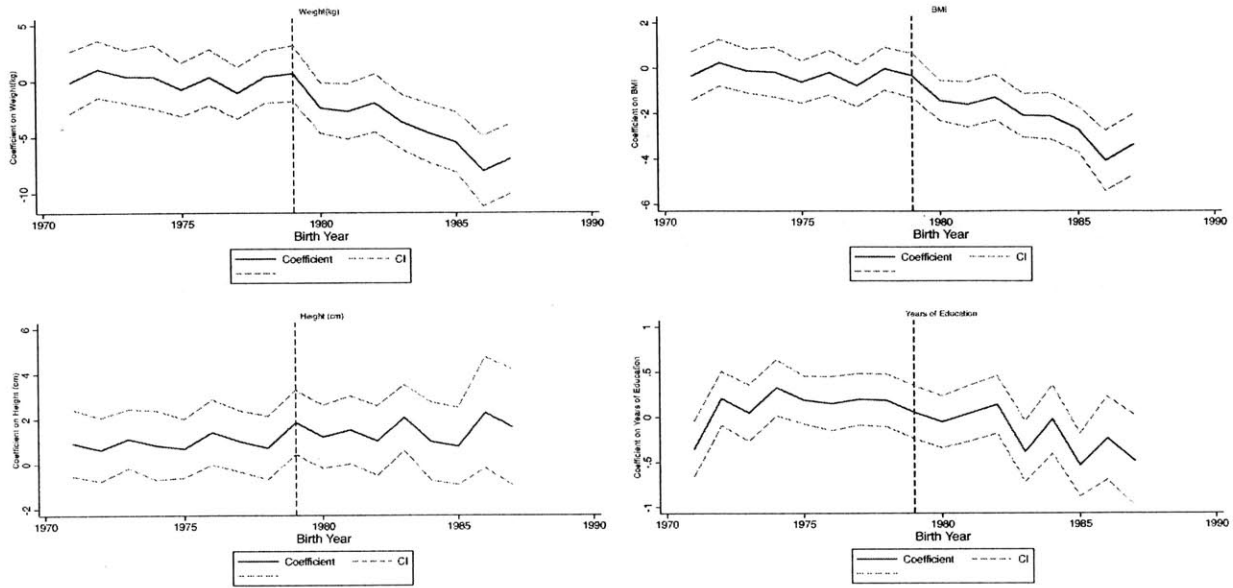 Weight(kg)
Coefficient on Weight(kg)
5
0
-5
-10
1970 1975 1980 1985 1990
Birth Year
Coefficient CI
BMI
Coefficient on BMI
2
0
-2
-4
-6
1970 1975 1980 1985 1990
Birth Year
Coefficient CI
Height (cm)
Coefficient on Height (cm)
6
4
2
0
-2
1970 1975 1980 1985 1990
Birth Year
Coefficient CI
Years of Education
Coefficient on Years of Education
1
.5
0
-.5
-1
1970 1975 1980 1985 1990
Birth Year
Coefficient CI